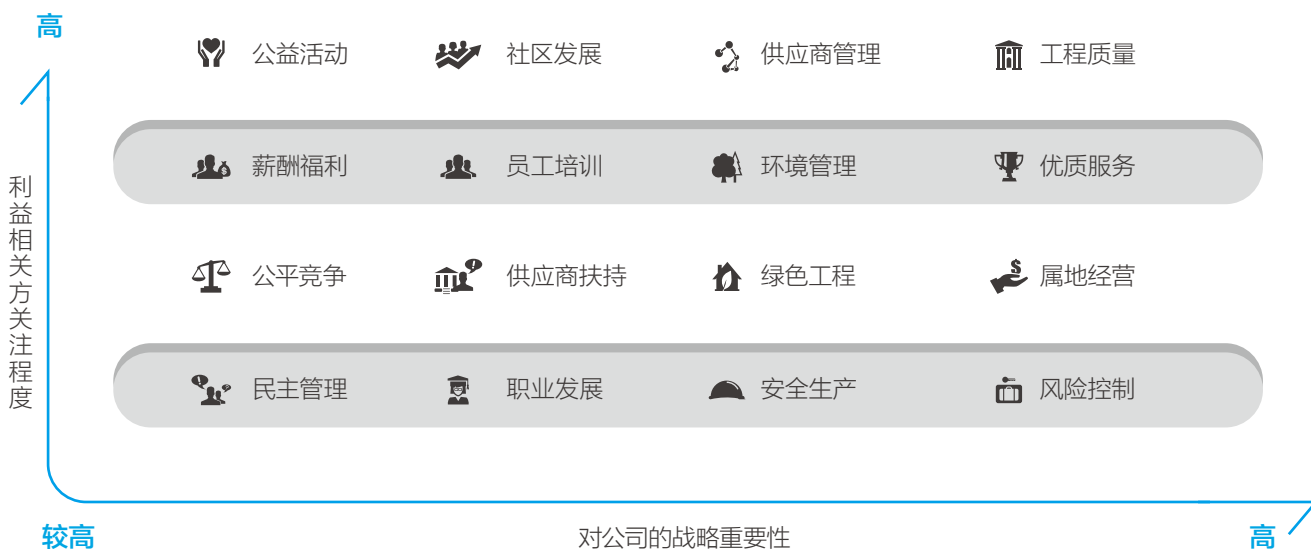 高
公益活动 社区发展 供应商管理 工程质量
薪酬福利 员工培训 环境管理 优质服务
利益相关方关注程度
公平竞争 供应商扶持 绿色工程 属地经营
民主管理 职业发展 安全生产 风险控制
较高 对公司的战略重要性 高